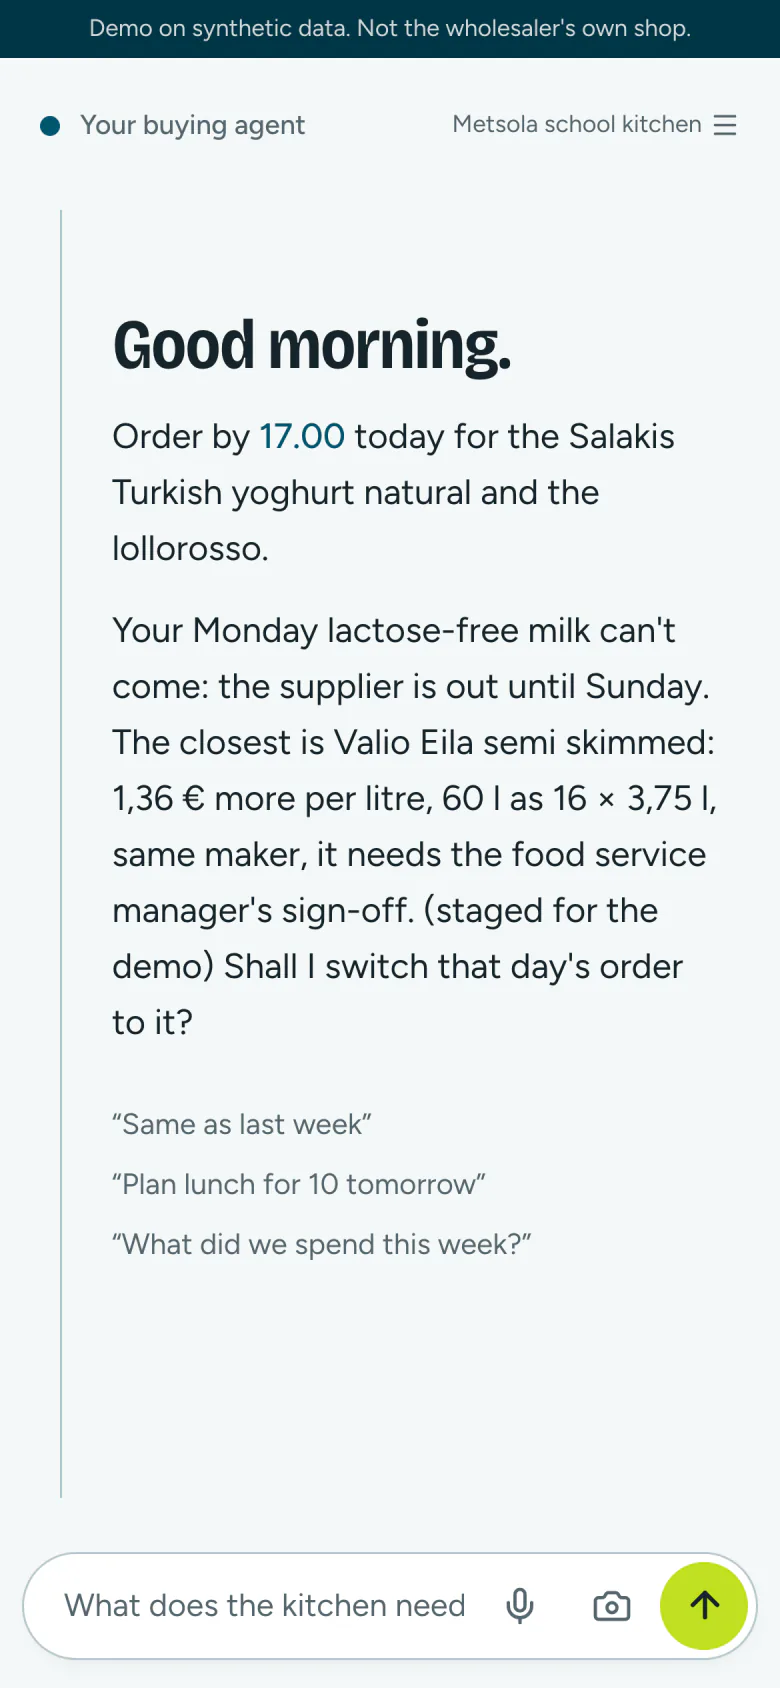 Demo on synthetic data. Not the wholesaler's own shop.
Your buying agent
Metsola school kitchen
Good morning.
Order by 17.00 today for the Salakis
Turkish yoghurt natural and the
lollorosso.
Your Monday lactose-free milk can't
come: the supplier is out until Sunday.
The closest is Valio Eila semi skimmed:
1,36 € more per litre, 60 l as 16 × 3,75 l,
same maker, it needs the food service
manager's sign-off. (staged for the
demo) Shall I switch that day's order
to it?
“Same as last week”
“Plan lunch for 10 tomorrow”
“What did we spend this week?”
What does the kitchen need